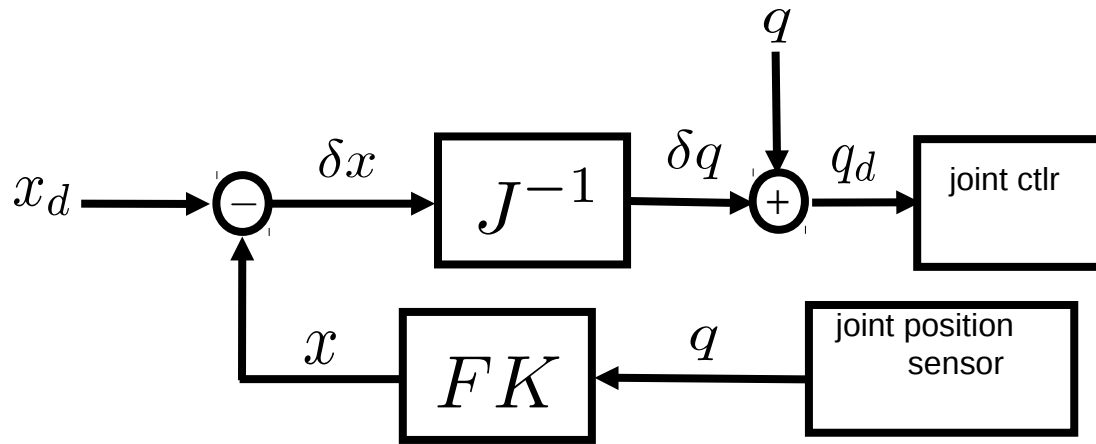 q
x_d
−
δx
J^{-1}
δq
+
q_d
joint ctlr
x
FK
q
joint position
sensor